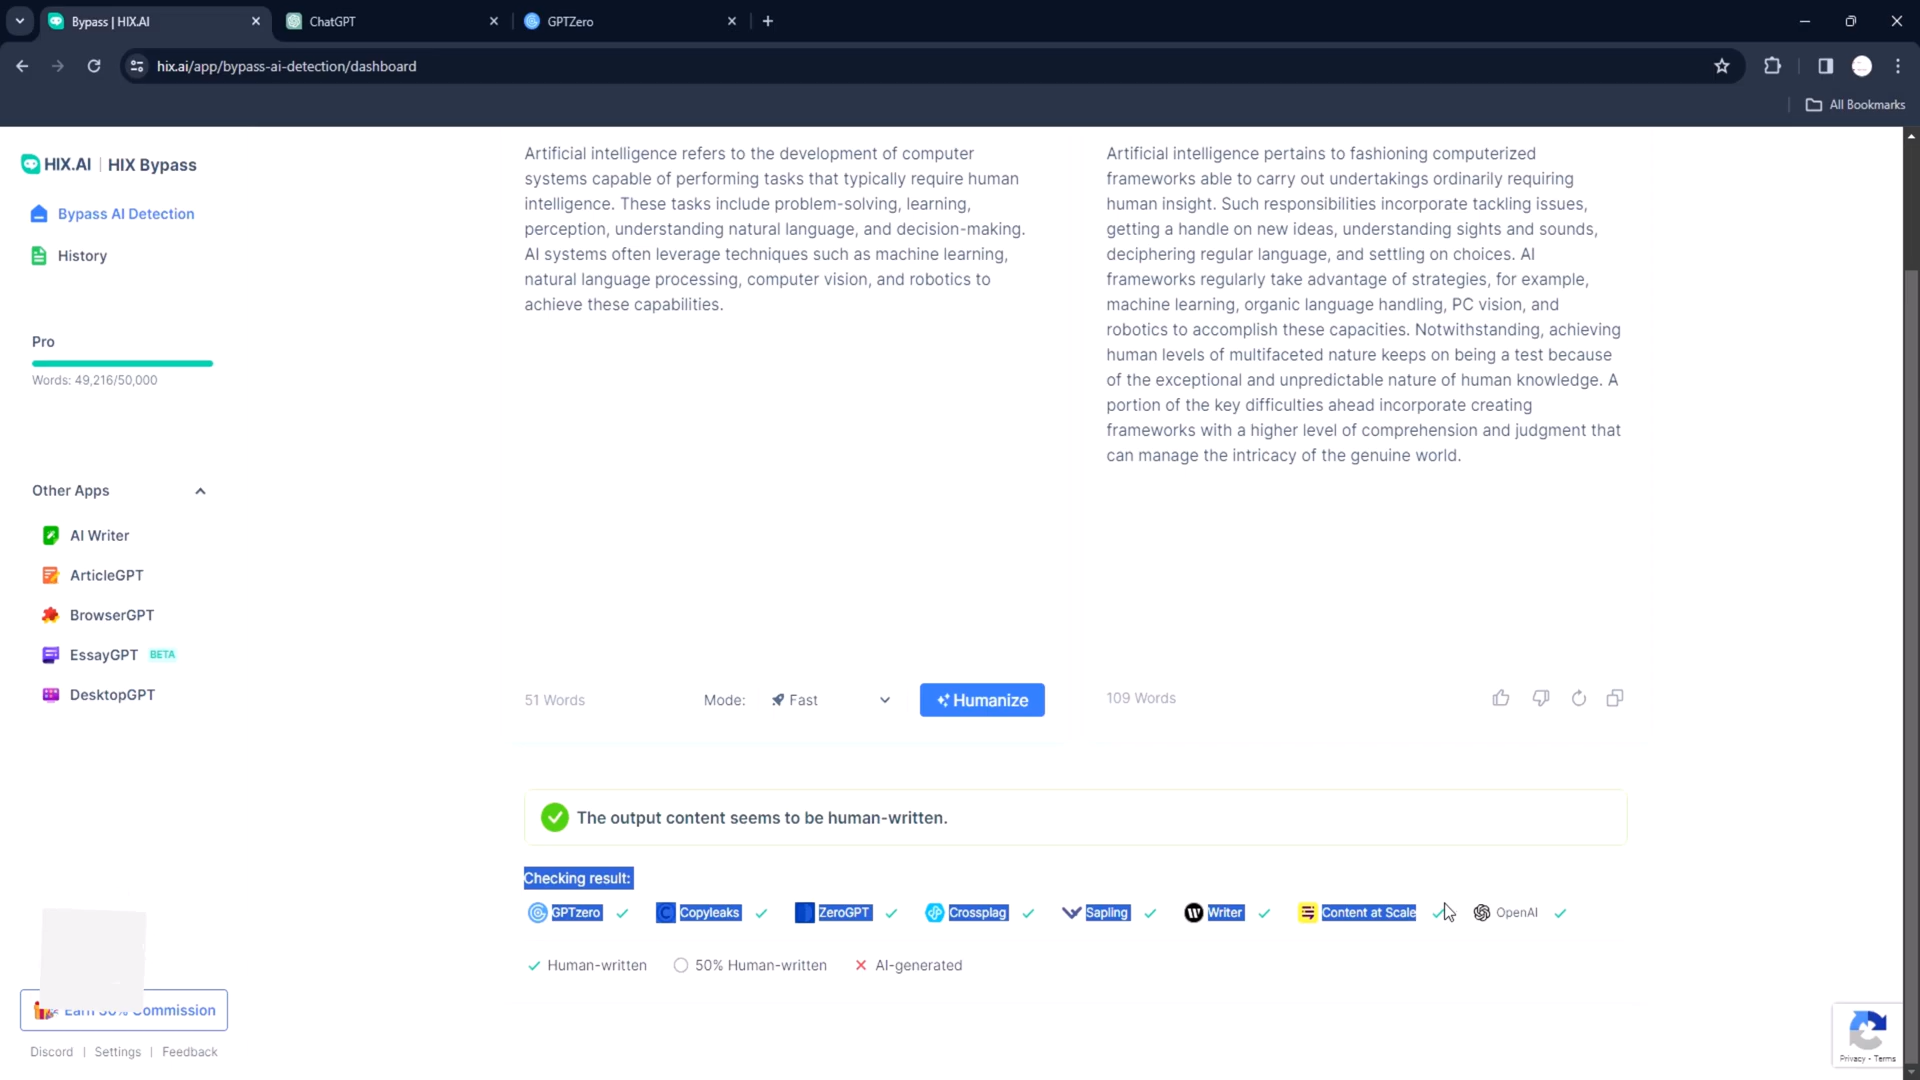 Bypass | HIX.AI
ChatGPT
GPTZero
hix.ai/app/bypass-ai-detection/dashboard
All Bookmarks
HIX.AI | HIX Bypass
Bypass AI Detection
History
Pro
Words: 49,216/50,000
Other Apps
AI Writer
ArticleGPT
BrowserGPT
EssayGPT BETA
DesktopGPT
Commission
Discord | Settings | Feedback
Artificial intelligence refers to the development of computer
systems capable of performing tasks that typically require human
intelligence. These tasks include problem-solving, learning,
perception, understanding natural language, and decision-making.
AI systems often leverage techniques such as machine learning,
natural language processing, computer vision, and robotics to
achieve these capabilities.
51 Words
Mode: Fast
Humanize
Artificial intelligence pertains to fashioning computerized
frameworks able to carry out undertakings ordinarily requiring
human insight. Such responsibilities incorporate tackling issues,
getting a handle on new ideas, understanding sights and sounds,
deciphering regular language, and settling on choices. AI
frameworks regularly take advantage of strategies, for example,
machine learning, organic language handling, PC vision, and
robotics to accomplish these capacities. Notwithstanding, achieving
human levels of multifaceted nature keeps on being a test because
of the exceptional and unpredictable nature of human knowledge. A
portion of the key difficulties ahead incorporate creating
frameworks with a higher level of comprehension and judgment that
can manage the intricacy of the genuine world.
109 Words
The output content seems to be human-written.
Checking result:
GPTzero Copyleaks ZeroGPT Crossplag Sapling Writer Content at Scale OpenAI
Human-written 50% Human-written AI-generated
Privacy - Terms